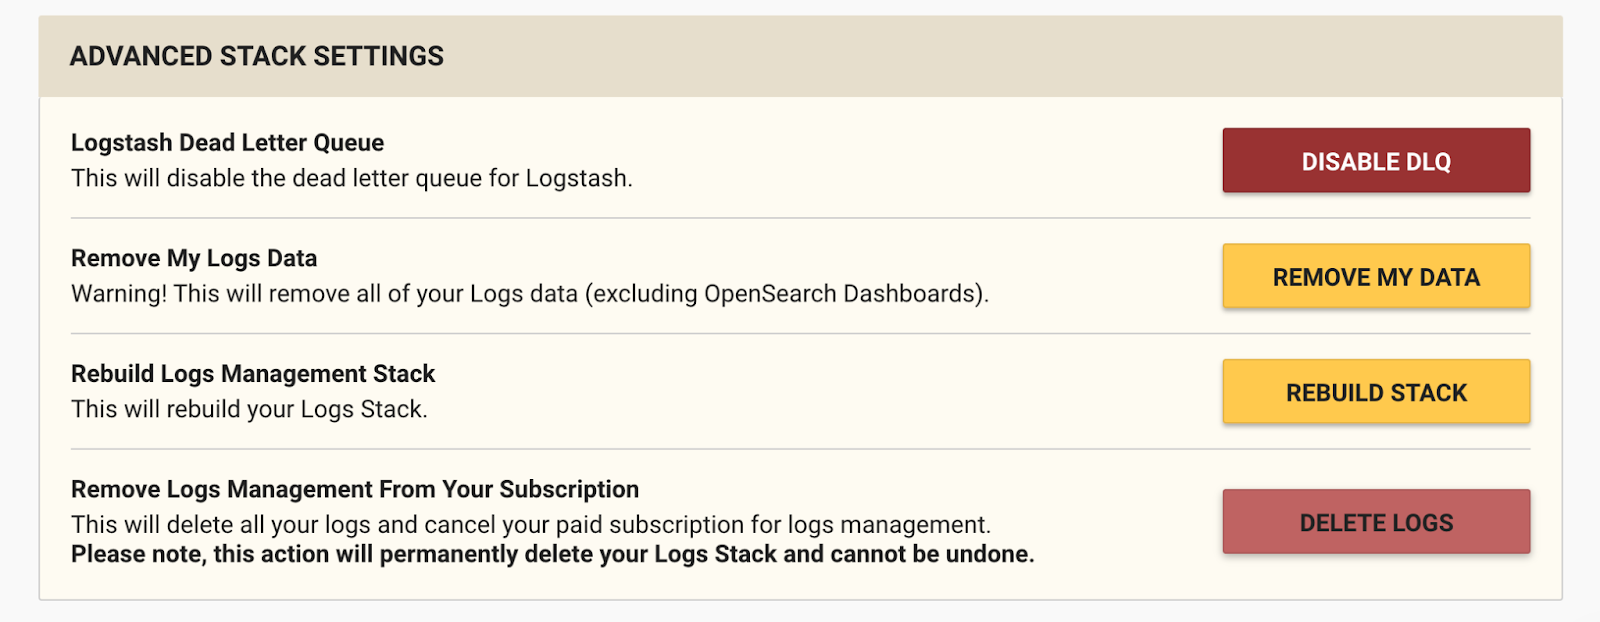 ADVANCED STACK SETTINGS
Logstash Dead Letter Queue
This will disable the dead letter queue for Logstash.
DISABLE DLQ
Remove My Logs Data
Warning! This will remove all of your Logs data (excluding OpenSearch Dashboards).
REMOVE MY DATA
Rebuild Logs Management Stack
This will rebuild your Logs Stack.
REBUILD STACK
Remove Logs Management From Your Subscription
This will delete all your logs and cancel your paid subscription for logs management.
Please note, this action will permanently delete your Logs Stack and cannot be undone.
DELETE LOGS